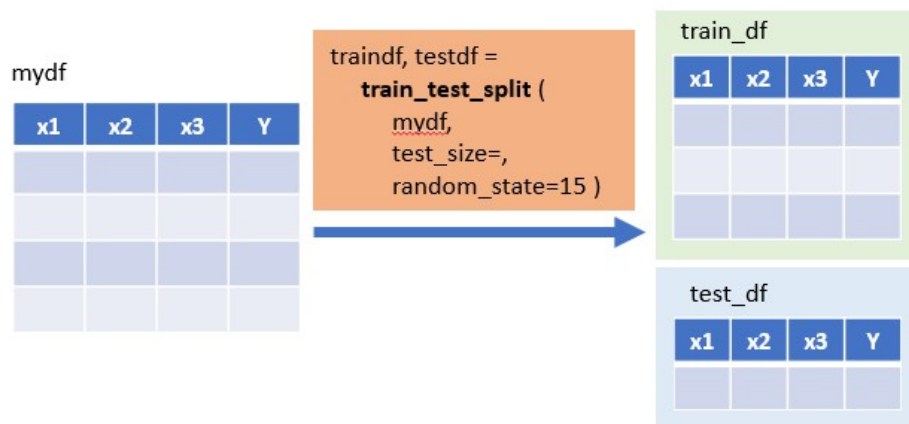 mydf
x1 x2 x3 Y
traindf, testdf =
train_test_split (
mydf,
test_size=,
random_state=15 )
train_df
x1 x2 x3 Y
test_df
x1 x2 x3 Y